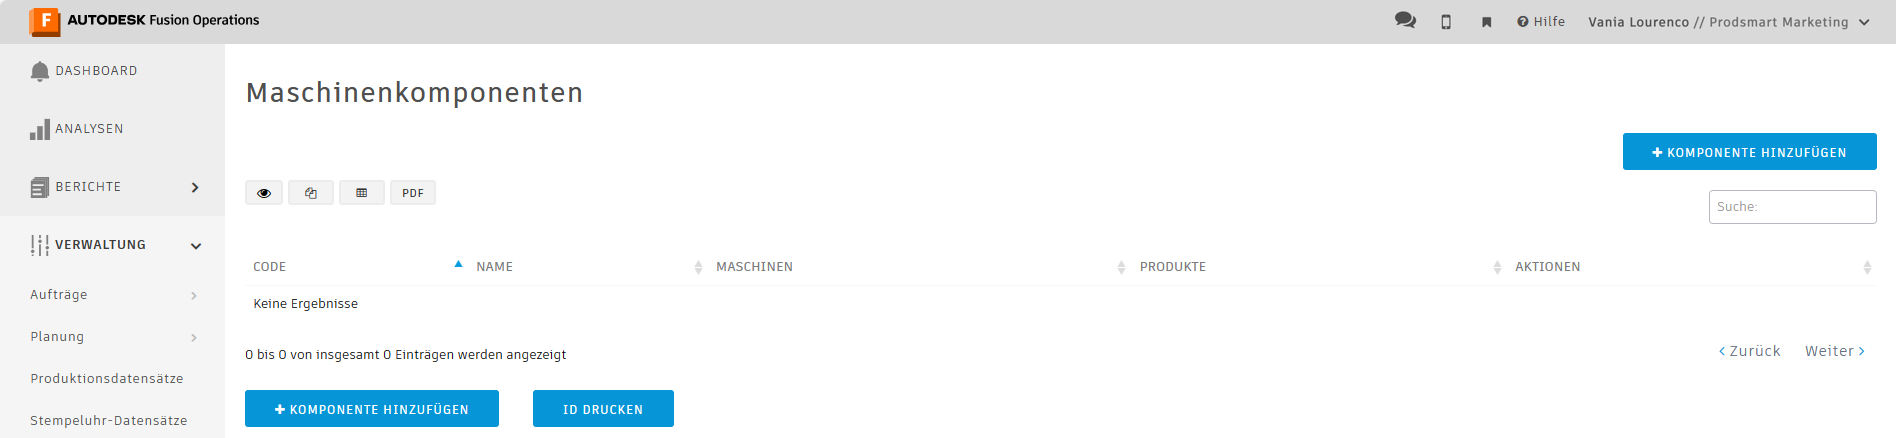 F AUTODESK Fusion Operations
Hilfe
Vania Lourenco // Prodsmart Marketing
DASHBOARD
ANALYSEN
BERICHTE
VERWALTUNG
Aufträge
Planung
Produktionsdatensätze
Stempeluhr-Datensätze
Maschinenkomponenten
KOMPONENTE HINZUFÜGEN
PDF
Suche:
CODE NAME MASCHINEN PRODUKTE AKTIONEN
Keine Ergebnisse
0 bis 0 von insgesamt 0 Einträgen werden angezeigt
Zurück Weiter
KOMPONENTE HINZUFÜGEN
ID DRUCKEN